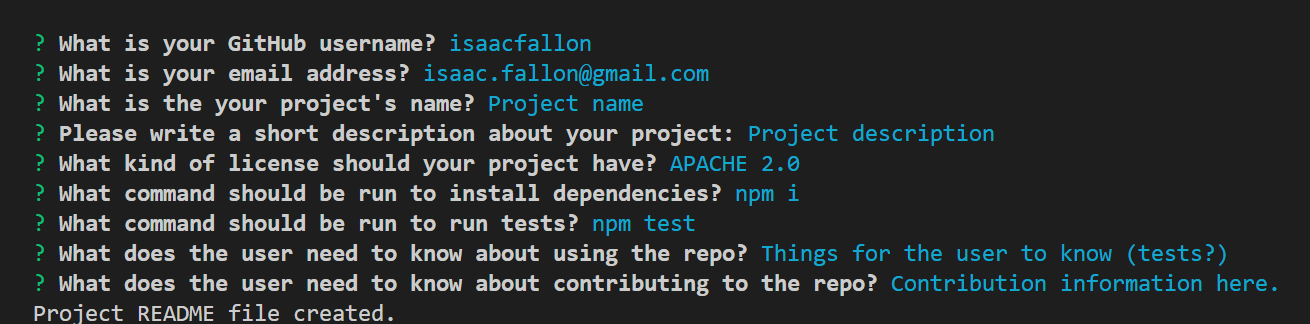 ? What is your GitHub username? isaacfallon
? What is your email address? isaac.fallon@gmail.com
? What is the your project's name? Project name
? Please write a short description about your project: Project description
? What kind of license should your project have? APACHE 2.0
? What command should be run to install dependencies? npm i
? What command should be run to run tests? npm test
? What does the user need to know about using the repo? Things for the user to know (tests?)
? What does the user need to know about contributing to the repo? Contribution information here.
Project README file created.